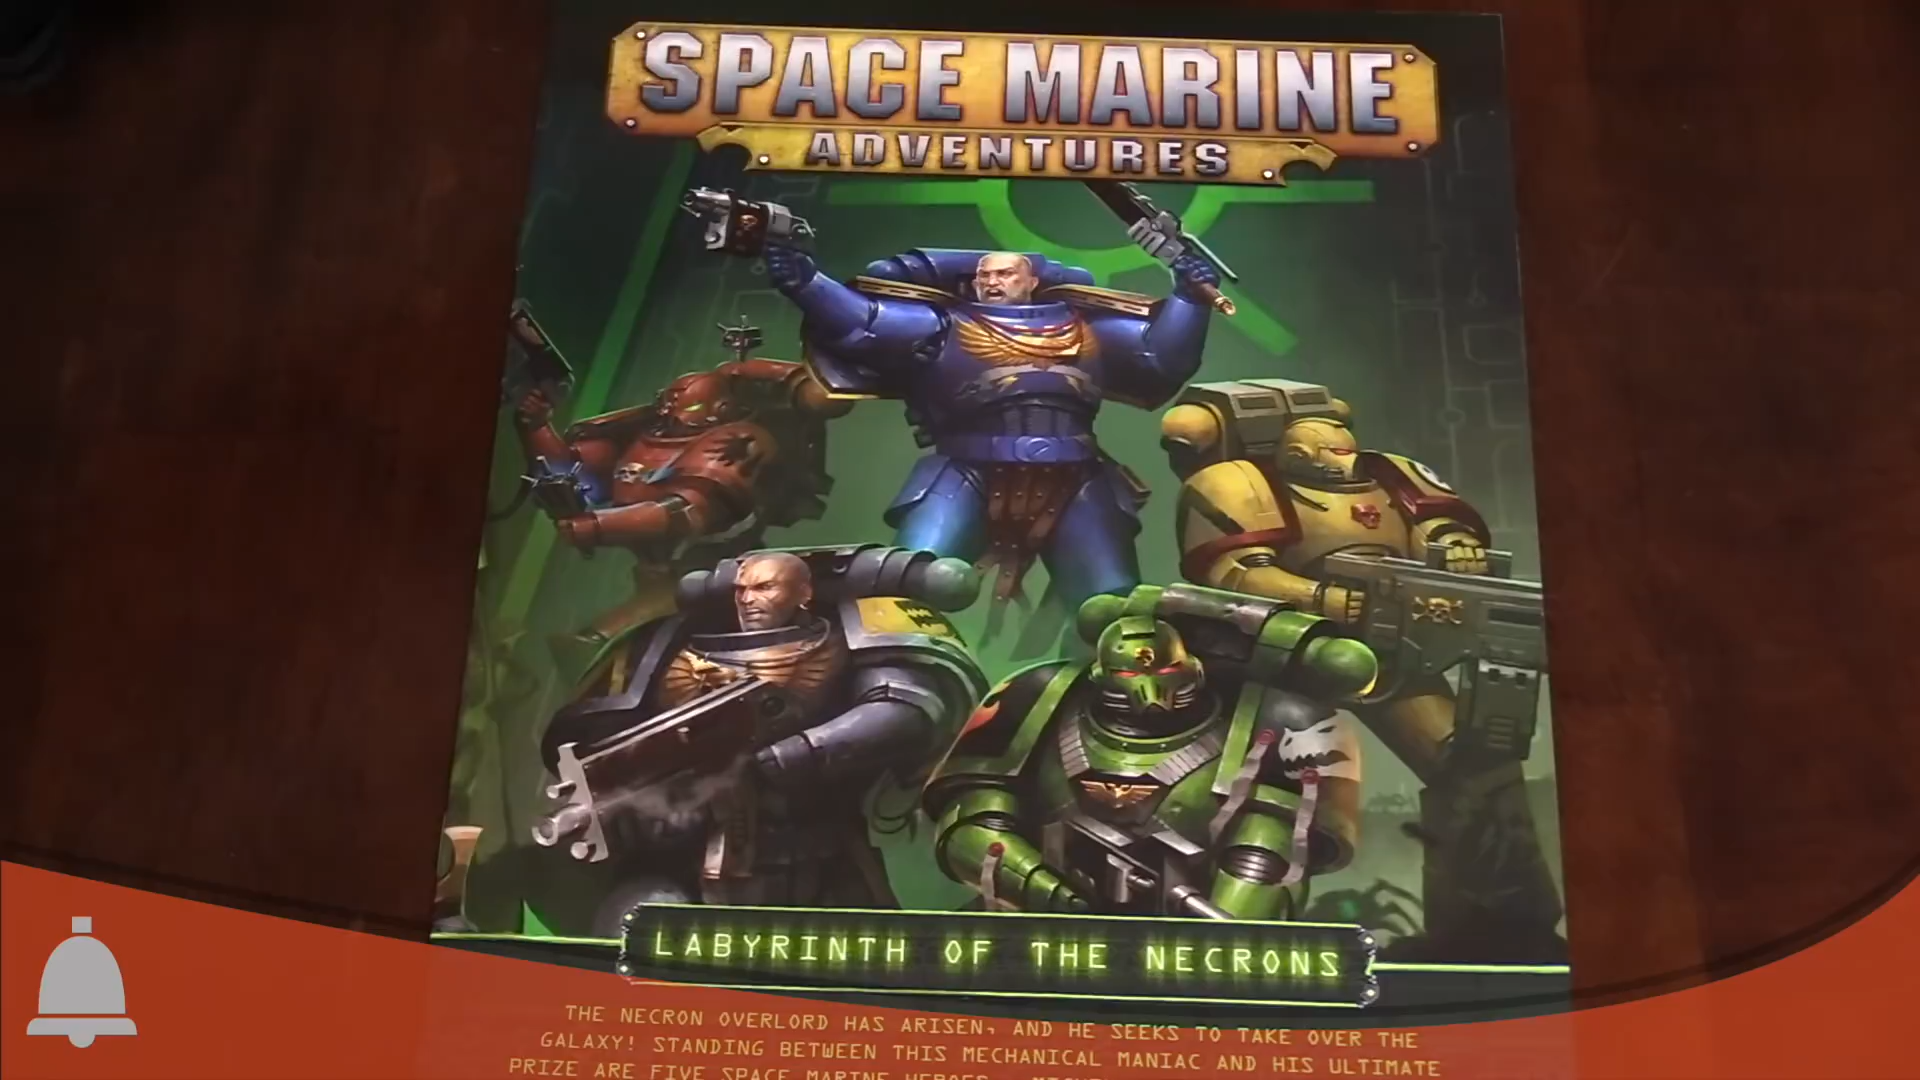 SPACE MARINE
ADVENTURES
LABYRINTH OF THE NECRONS
THE NECRON OVERLORD HAS ARISEN, AND HE SEEKS TO TAKE OVER THE
GALAXY! STANDING BETWEEN THIS MECHANICAL MANIAC AND HIS ULTIMATE
PRIZE ARE FIVE SPACE MARINE HEROES